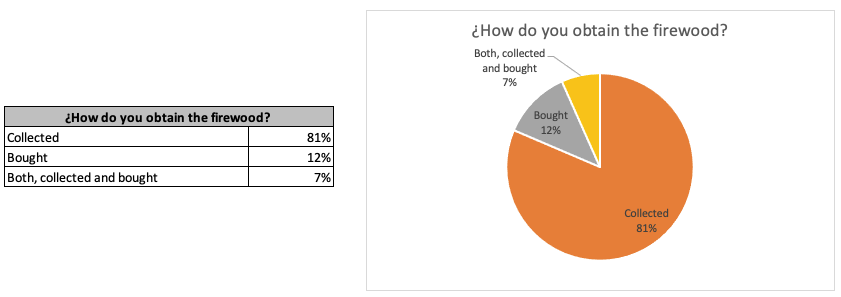 ¿How do you obtain the firewood?
Collected 81%
Bought 12%
Both, collected and bought 7%
¿How do you obtain the firewood?
Both, collected
and bought
7%
Bought
12%
Collected
81%